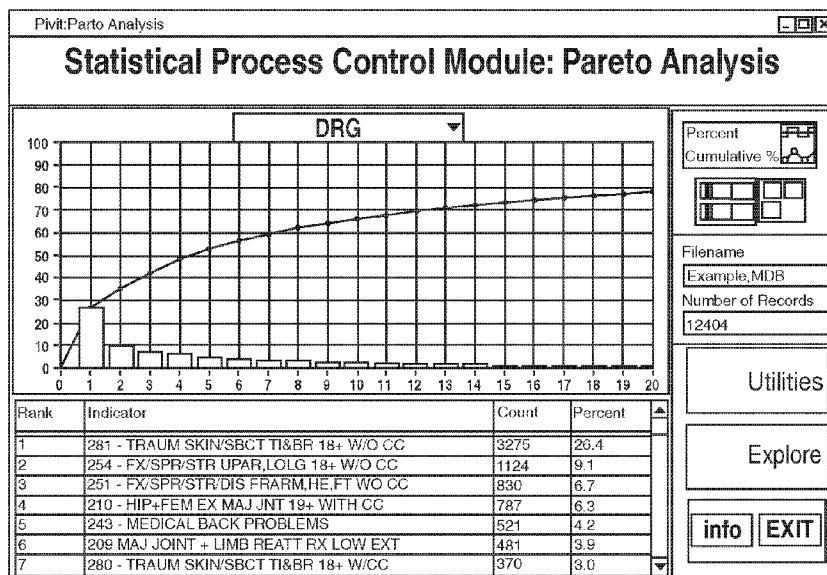 Pivit:Parto Analysis
Statistical Process Control Module: Pareto Analysis
DRG
100
90
80
70
60
50
40
30
20
10
0
0 1 2 3 4 5 6 7 8 9 10 11 12 13 14 15 16 17 18 19 20
Percent
Cumulative %
Filename
Example,MDB
Number of Records
12404
Utilities
Explore
info EXIT
Rank Indicator Count Percent
1 281 - TRAUM SKIN/SBCT TI&BR 18+ W/O CC 3275 26.4
2 254 - FX/SPR/STR UPAR,LOLG 18+ W/O CC 1124 9.1
3 251 - FX/SPR/STR/DIS FRARM,HE,FT WO CC 830 6.7
4 210 - HIP+FEM EX MAJ JNT 19+ WITH CC 787 6.3
5 243 - MEDICAL BACK PROBLEMS 521 4.2
6 209 MAJ JOINT + LIMB REATT RX LOW EXT 481 3.9
7 280 - TRAUM SKIN/SBCT TI&BR 18+ W/CC 370 3.0